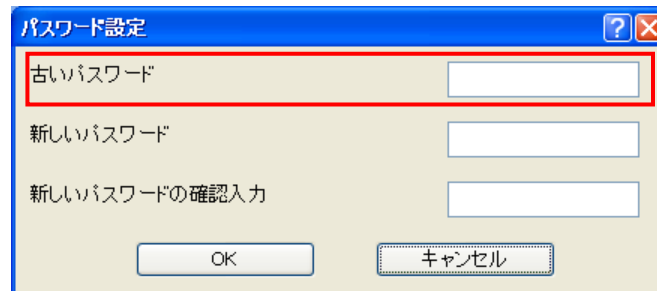 パスワード設定
古いパスワード
新しいパスワード
新しいパスワードの確認入力
OK キャンセル